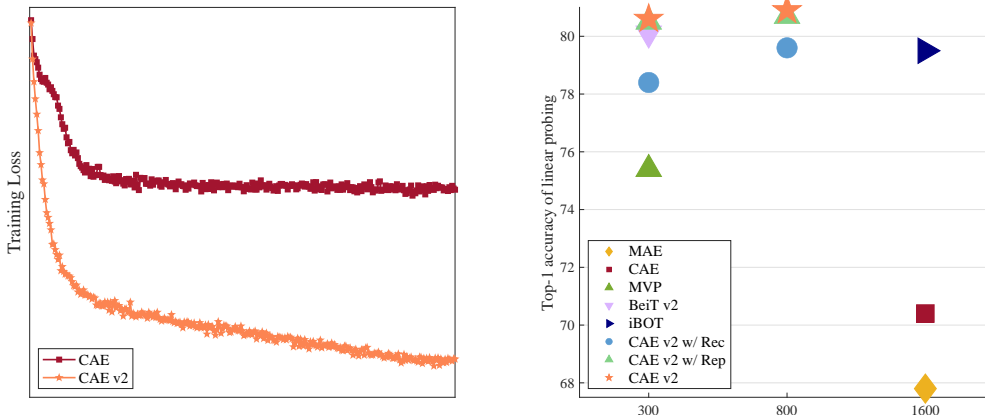 Training Loss
CAE
CAE v2
Top-1 accuracy of linear probing
80
78
76
74
72
70
68
MAE
CAE
MVP
BeiT v2
iBOT
CAE v2 w/ Rec
CAE v2 w/ Rep
CAE v2
300
800
1600